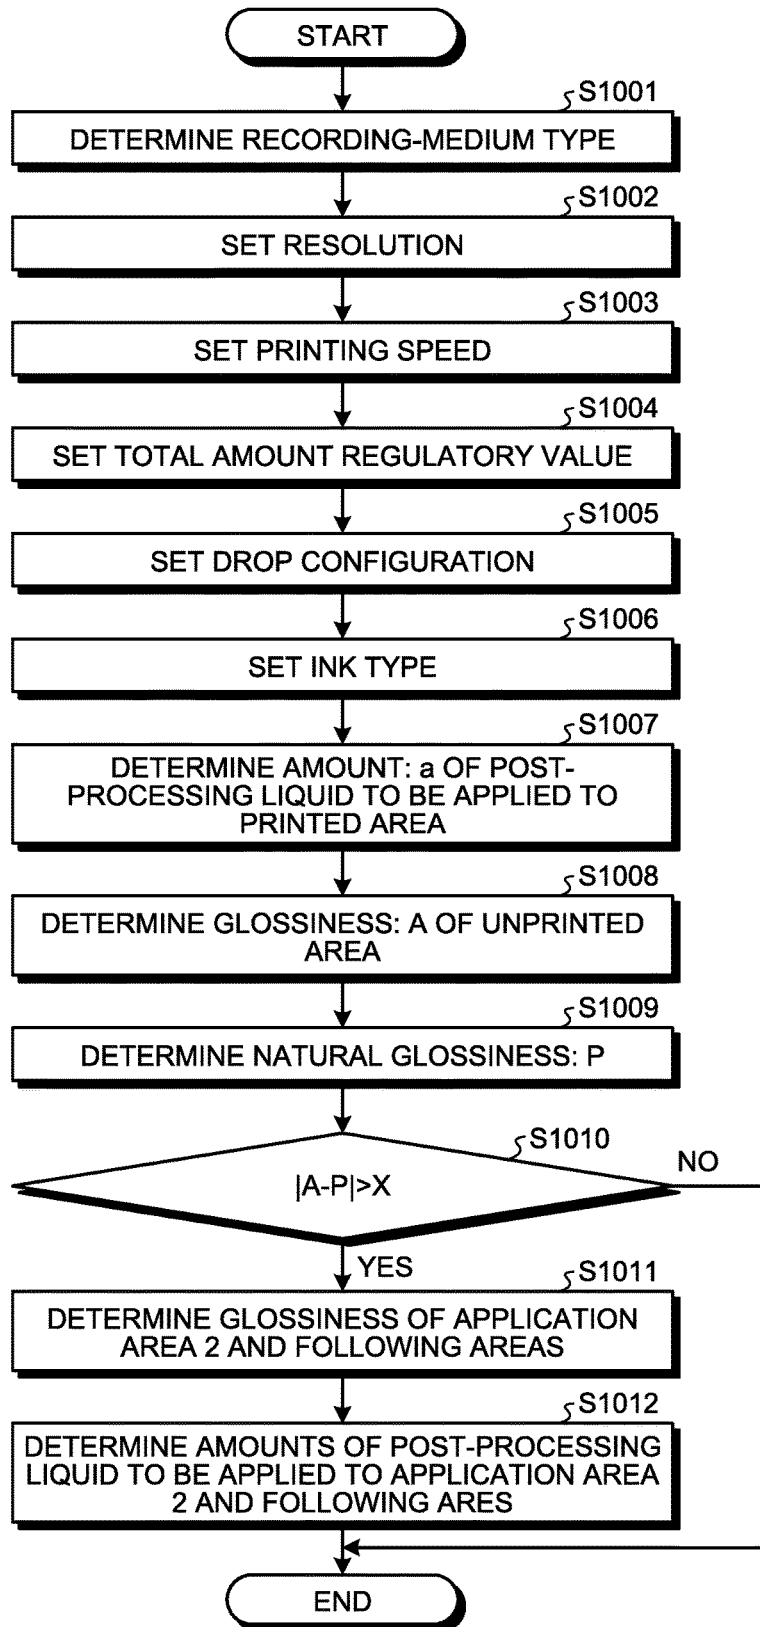 START
S1001
DETERMINE RECORDING-MEDIUM TYPE
S1002
SET RESOLUTION
S1003
SET PRINTING SPEED
S1004
SET TOTAL AMOUNT REGULATORY VALUE
S1005
SET DROP CONFIGURATION
S1006
SET INK TYPE
S1007
DETERMINE AMOUNT: a OF POST-
PROCESSING LIQUID TO BE APPLIED TO
PRINTED AREA
S1008
DETERMINE GLOSSINESS: A OF UNPRINTED
AREA
S1009
DETERMINE NATURAL GLOSSINESS: P
S1010
|A-P|>X
NO
YES
S1011
DETERMINE GLOSSINESS OF APPLICATION
AREA 2 AND FOLLOWING AREAS
S1012
DETERMINE AMOUNTS OF POST-PROCESSING
LIQUID TO BE APPLIED TO APPLICATION AREA
2 AND FOLLOWING ARES
END